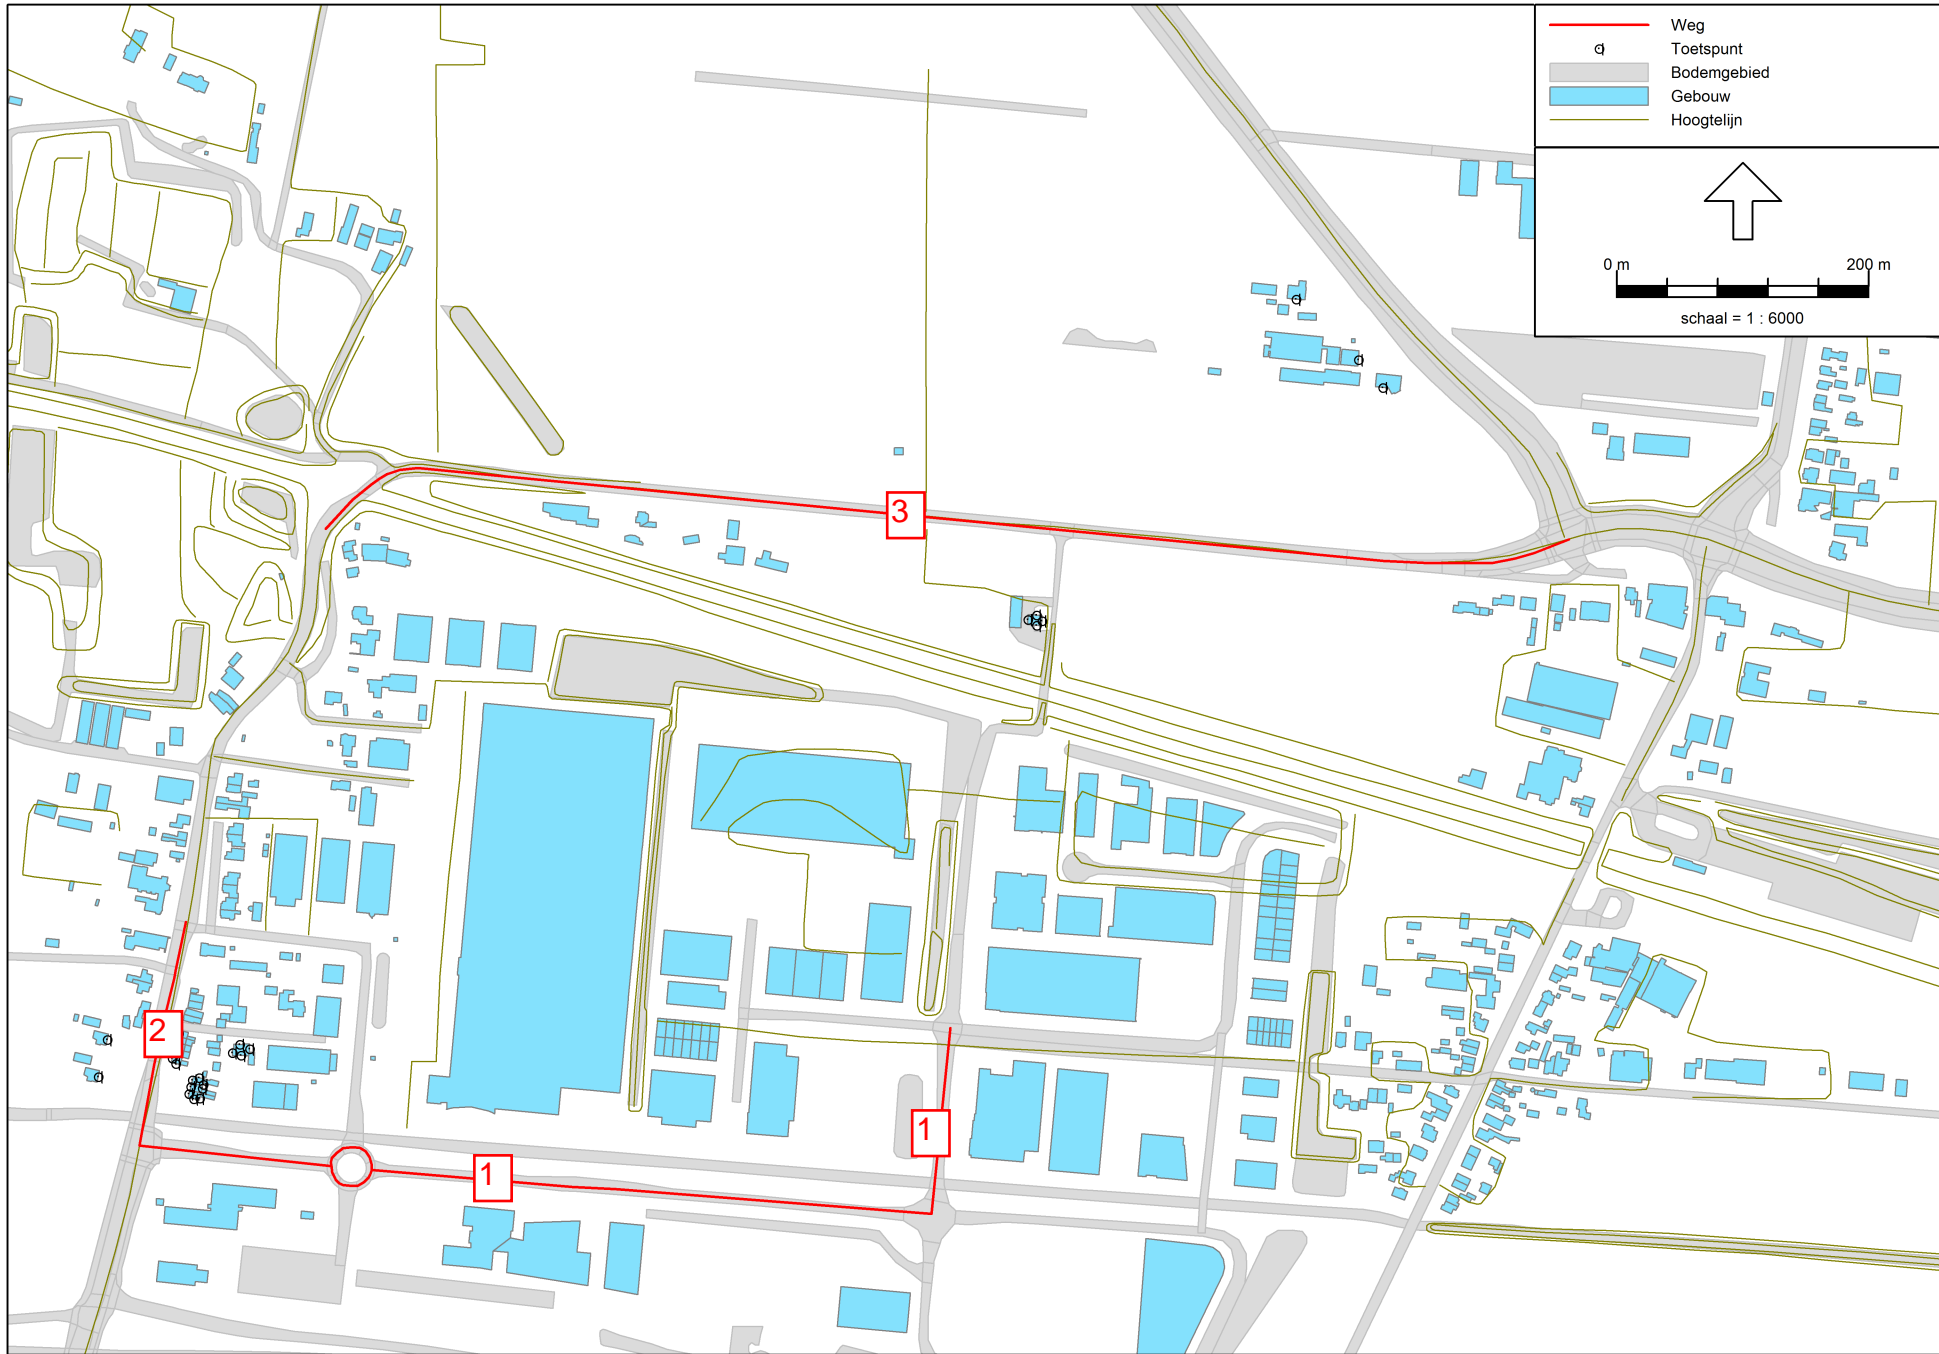 Weg
Toetspunt
Bodemgebied
Gebouw
Hoogtelijn
0 m 200 m
schaal = 1 : 6000
3
2
1
1